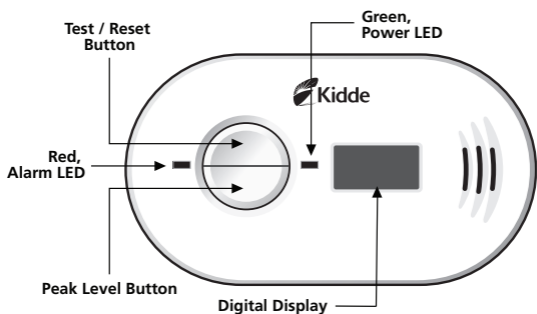 Test / Reset
Button
Green,
Power LED
Kidde
Red,
Alarm LED
Peak Level Button
Digital Display